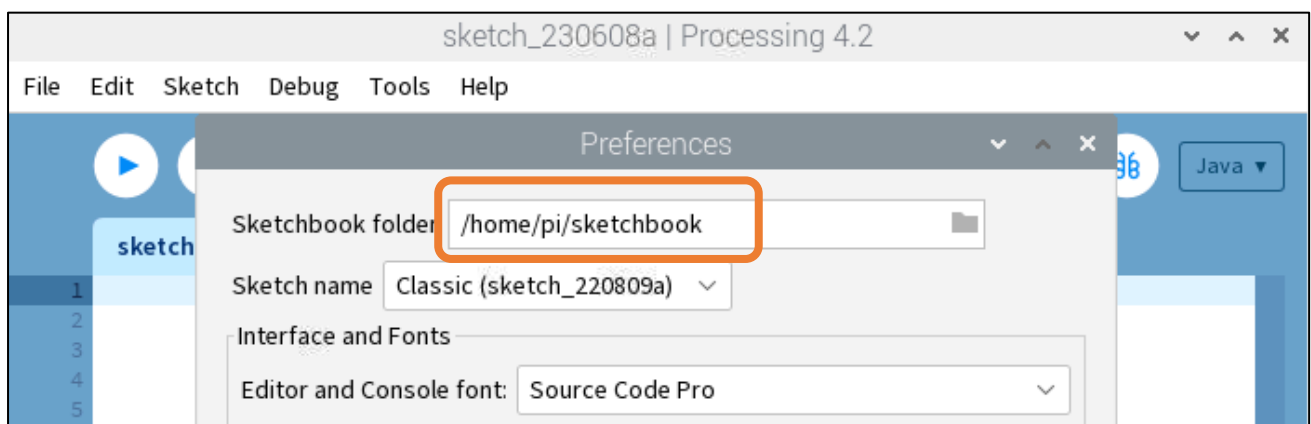 sketch_230608a | Processing 4.2
File Edit Sketch Debug Tools Help
Preferences
Java
Sketchbook folder /home/pi/sketchbook
sketch
Sketch name Classic (sketch_220809a)
1
2
Interface and Fonts
3
4
Editor and Console font: Source Code Pro
5